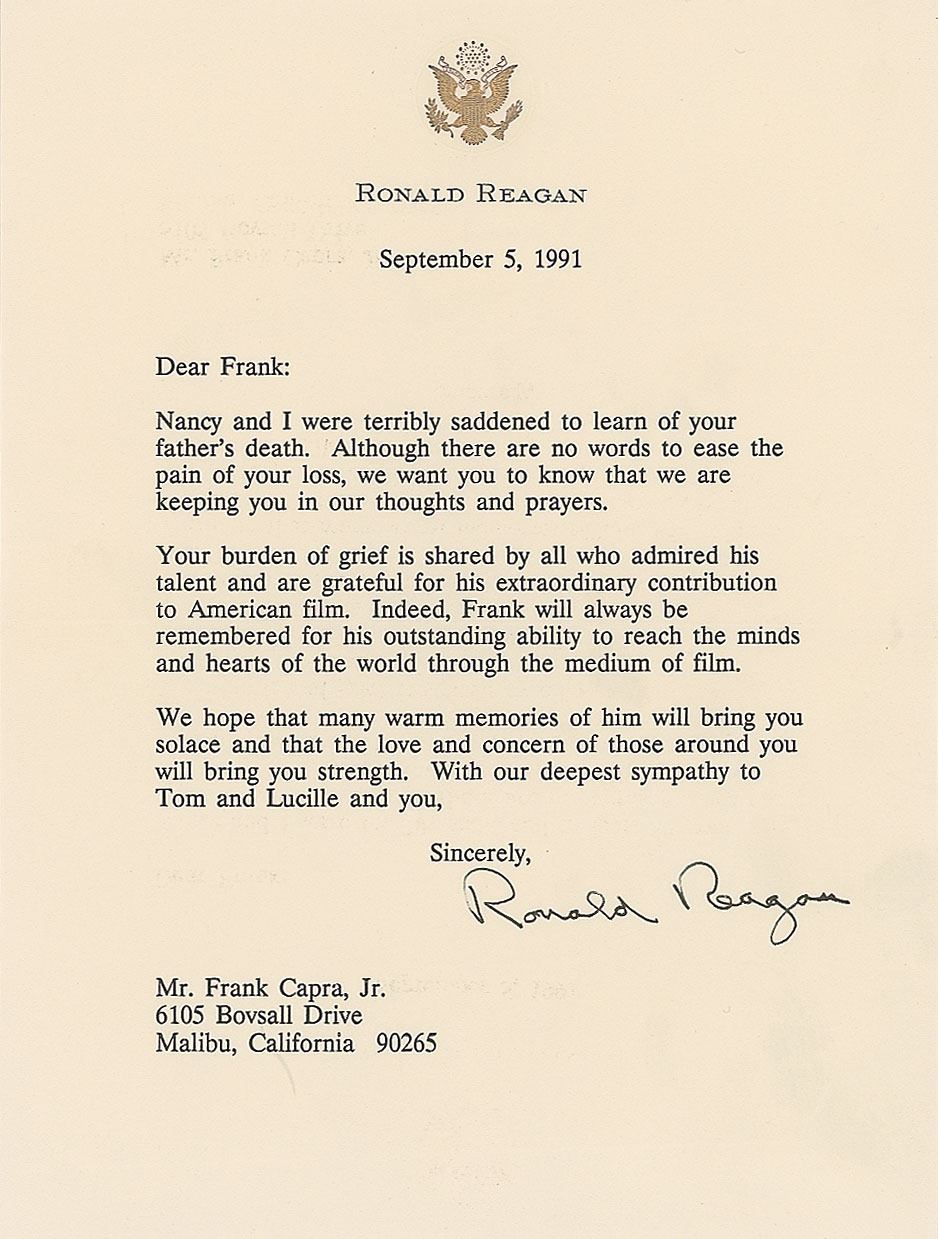 RONALD REAGAN
September 5, 1991
Dear Frank:
Nancy and I were terribly saddened to learn of your
father's death. Although there are no words to ease the
pain of your loss, we want you to know that we are
keeping you in our thoughts and prayers.
Your burden of grief is shared by all who admired his
talent and are grateful for his extraordinary contribution
to American film. Indeed, Frank will always be
remembered for his outstanding ability to reach the minds
and hearts of the world through the medium of film.
We hope that many warm memories of him will bring you
solace and that the love and concern of those around you
will bring you strength. With our deepest sympathy to
Tom and Lucille and you,
Sincerely,
Ronald Reagan
Mr. Frank Capra, Jr.
6105 Bovsall Drive
Malibu, California 90265